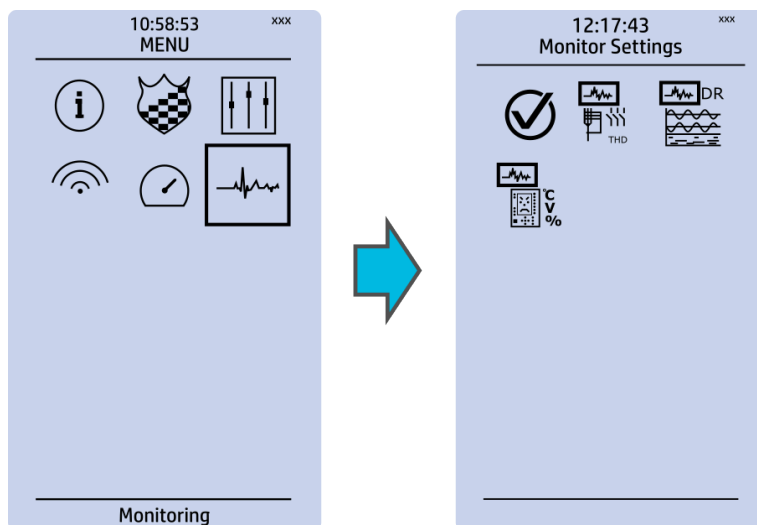 10:58:53 xxx
MENU
i
Monitoring
12:17:43 xxx
Monitor Settings
THD
DR
°C
V
%